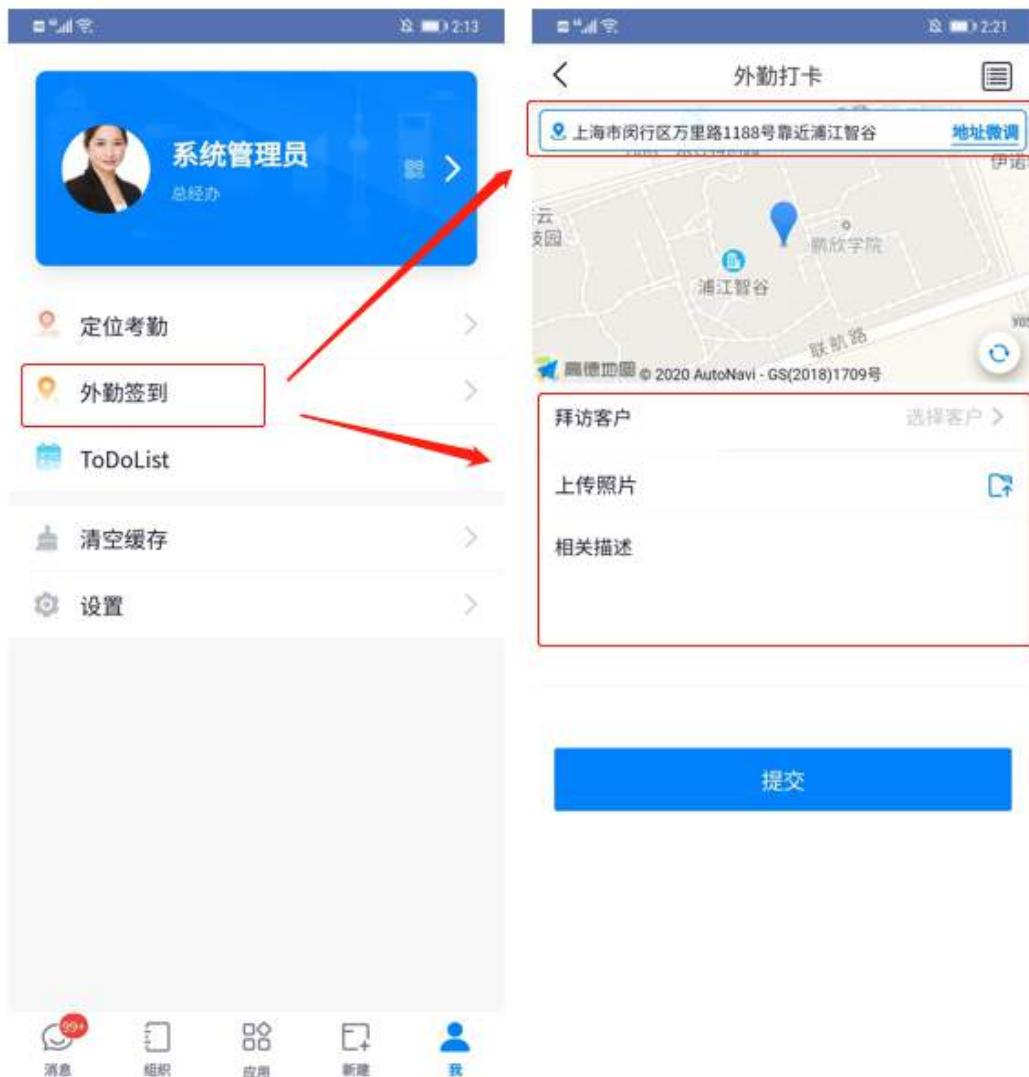 2:13
系统管理员
总经办
定位考勤
外勤签到
ToDoList
清空缓存
设置
99+
消息
组织
应用
新建
我
2:21
外勤打卡
上海市闵行区万里路1188号靠近浦江智谷
地址微调
伊诺
云
技园
鹏欣学院
浦江智谷
联航路
高德地图
© 2020 AutoNavi - GS(2018)1709号
拜访客户
选择客户
上传照片
相关描述
提交